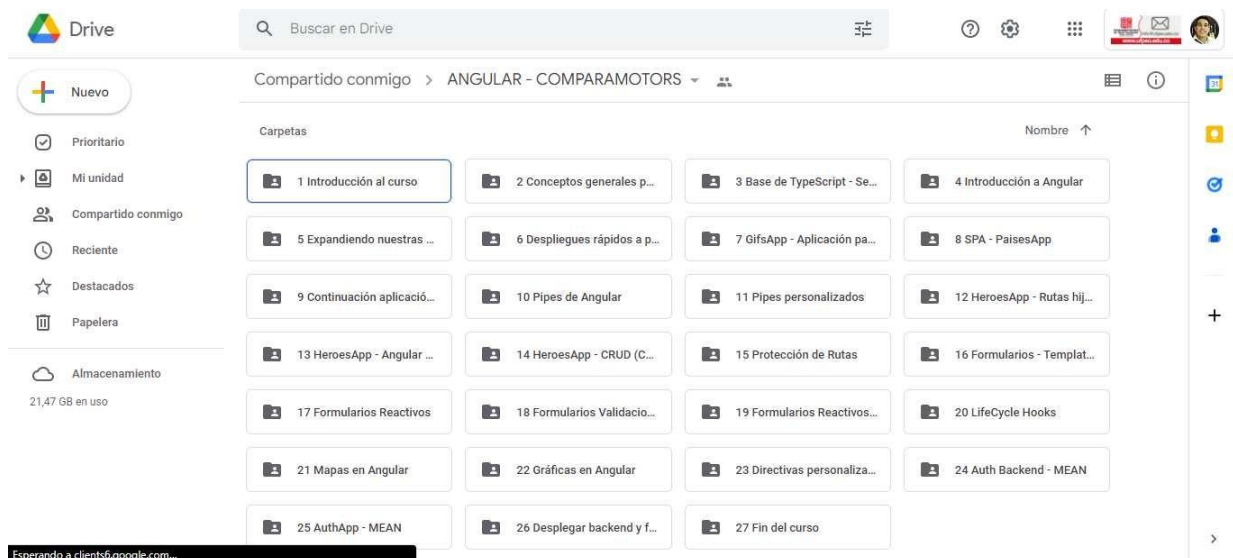 Drive
Buscar en Drive
Nuevo
Prioritario
Mi unidad
Compartido conmigo
Reciente
Destacados
Papelera
Almacenamiento
21,47 GB en uso
Compartido conmigo > ANGULAR - COMPARAMOTORS
Carpetas
Nombre
1 Introducción al curso
2 Conceptos generales p...
3 Base de TypeScript - Se...
4 Introducción a Angular
5 Expandiendo nuestras ...
6 Despliegues rápidos a p...
7 GifsApp - Aplicación pa...
8 SPA - PaisesApp
9 Continuación aplicació...
10 Pipes de Angular
11 Pipes personalizados
12 HeroesApp - Rutas hij...
13 HeroesApp - Angular ...
14 HeroesApp - CRUD (C...
15 Protección de Rutas
16 Formularios - Templat...
17 Formularios Reactivos
18 Formularios Validacio...
19 Formularios Reactivos...
20 LifeCycle Hooks
21 Mapas en Angular
22 Gráficas en Angular
23 Directivas personaliza...
24 Auth Backend - MEAN
25 AuthApp - MEAN
26 Desplegar backend y f...
27 Fin del curso
31
Esperando a clients6.google.com...